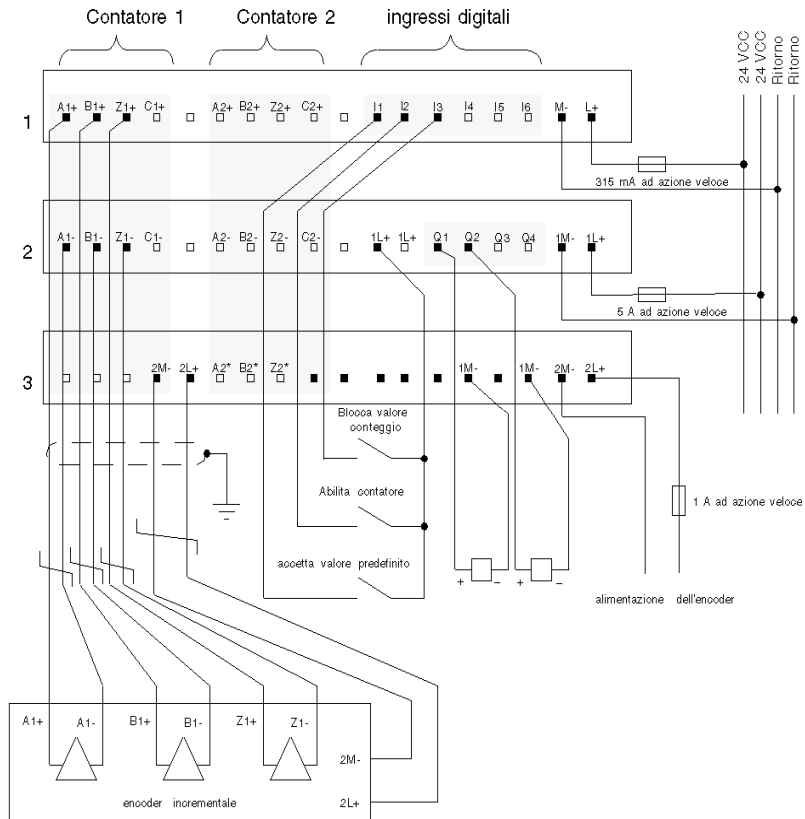 Contatore 1 Contatore 2 ingressi digitali
24 VCC
24 VCC
Ritorno
Ritorno
A1+ B1+ Z1+ C1+ A2+ B2+ Z2+ C2+ I1 I2 I3 I4 I5 I6 M- L+
1
315 mA ad azione veloce
A1- B1- Z1- C1- A2- B2- Z2- C2- 1L+ 1L+ Q1 Q2 Q3 Q4 1M- 1L+
2
5 A ad azione veloce
2M- 2L+ A2* B2* Z2* 1M- 1M- 2M- 2L+
3
Blocca valore
conteggio
Abilita contatore
1 A ad azione veloce
accetta valore predefinito
+ − + −
alimentazione dell'encoder
A1+ A1- B1+ B1- Z1+ Z1-
2M-
encoder incrementale
2L+